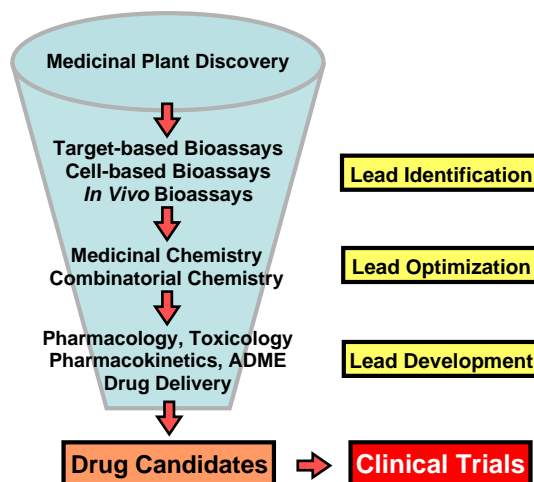 Medicinal Plant Discovery
Target-based Bioassays
Cell-based Bioassays
In Vivo Bioassays
Lead Identification
Medicinal Chemistry
Combinatorial Chemistry
Lead Optimization
Pharmacology, Toxicology
Pharmacokinetics, ADME
Drug Delivery
Lead Development
Drug Candidates
Clinical Trials